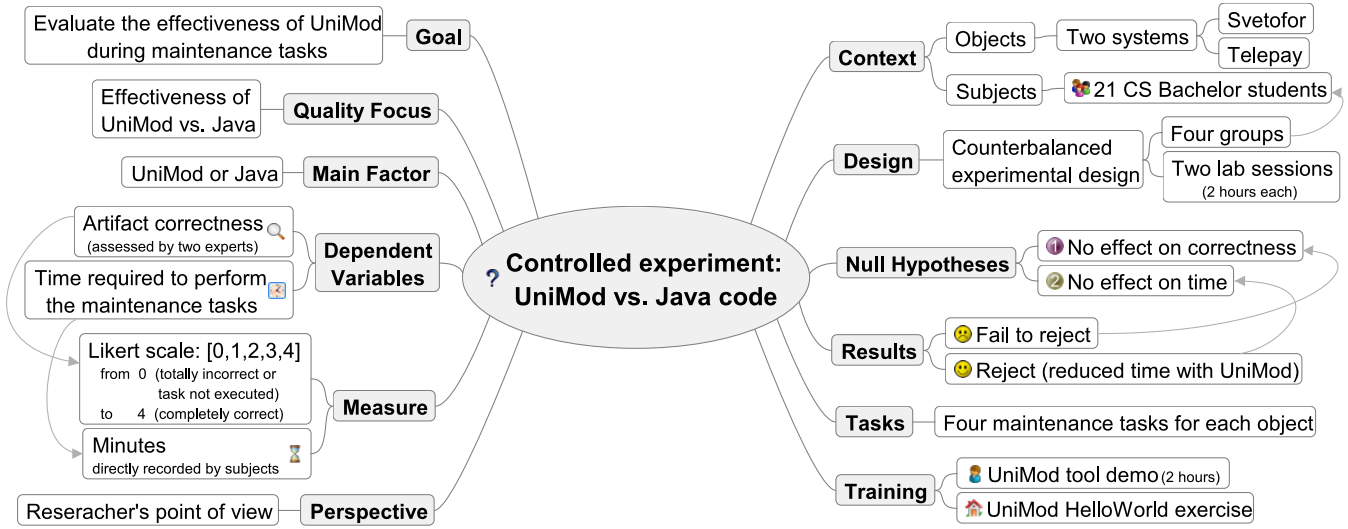 Controlled experiment:
UniMod vs. Java code
Goal
Evaluate the effectiveness of UniMod
during maintenance tasks
Quality Focus
Effectiveness of
UniMod vs. Java
Main Factor
UniMod or Java
Dependent
Variables
Artifact correctness
(assessed by two experts)
Time required to perform
the maintenance tasks
Measure
Likert scale: [0,1,2,3,4]
from 0 (totally incorrect or
task not executed)
to 4 (completely correct)
Minutes
directly recorded by subjects
Perspective
Reseracher's point of view
Context
Objects
Two systems
Svetofor
Telepay
Subjects
21 CS Bachelor students
Design
Counterbalanced
experimental design
Four groups
Two lab sessions
(2 hours each)
Null Hypotheses
1 No effect on correctness
2 No effect on time
Results
Fail to reject
Reject (reduced time with UniMod)
Tasks
Four maintenance tasks for each object
Training
UniMod tool demo (2 hours)
UniMod HelloWorld exercise